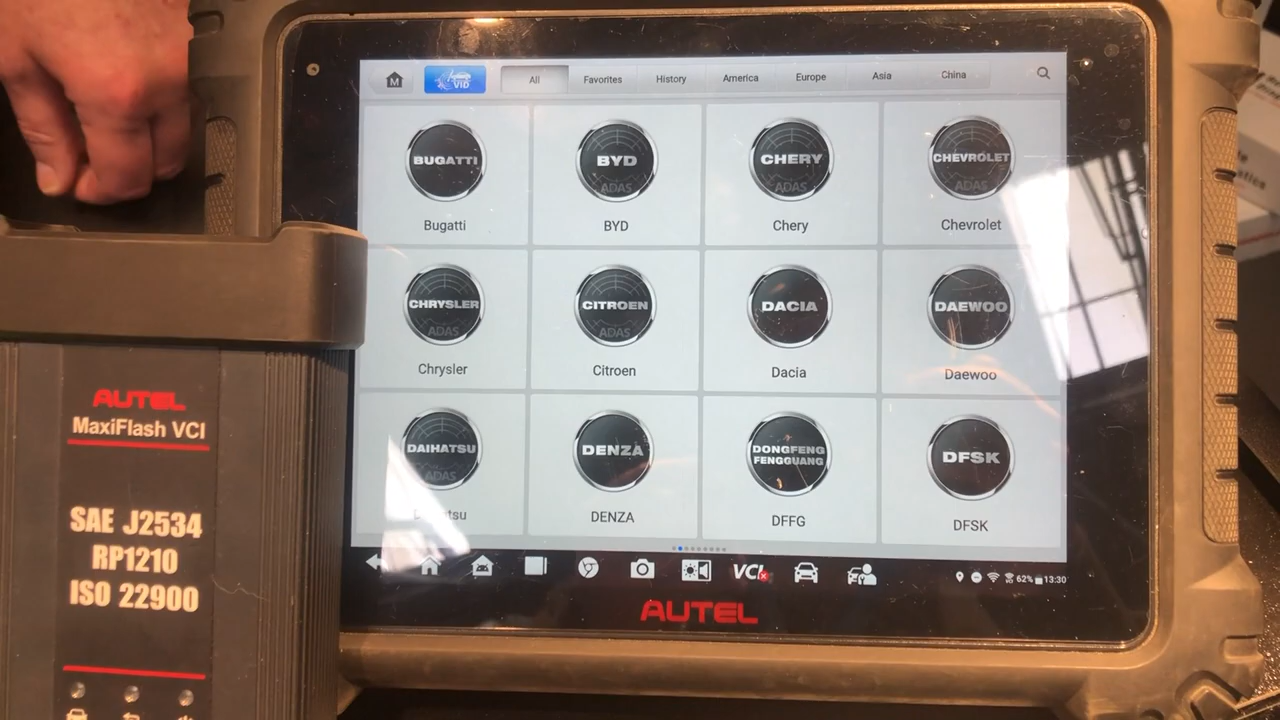 M
VID
All
Favorites
History
America
Europe
Asia
China
BUGATTI
BYD
ADAS
CHERY
ADAS
CHEVROLET
ADAS
Bugatti
BYD
Chery
Chevrolet
CHRYSLER
ADAS
CITROEN
ADAS
DACIA
DAEWOO
Chrysler
Citroen
Dacia
Daewoo
DAIHATSU
ADAS
DENZA
DONGFENG
FENGGUANG
DFSK
DENZA
DFFG
DFSK
VCI
62%
13:30
AUTEL
AUTEL
MaxiFlash VCI
SAE J2534
RP1210
ISO 22900